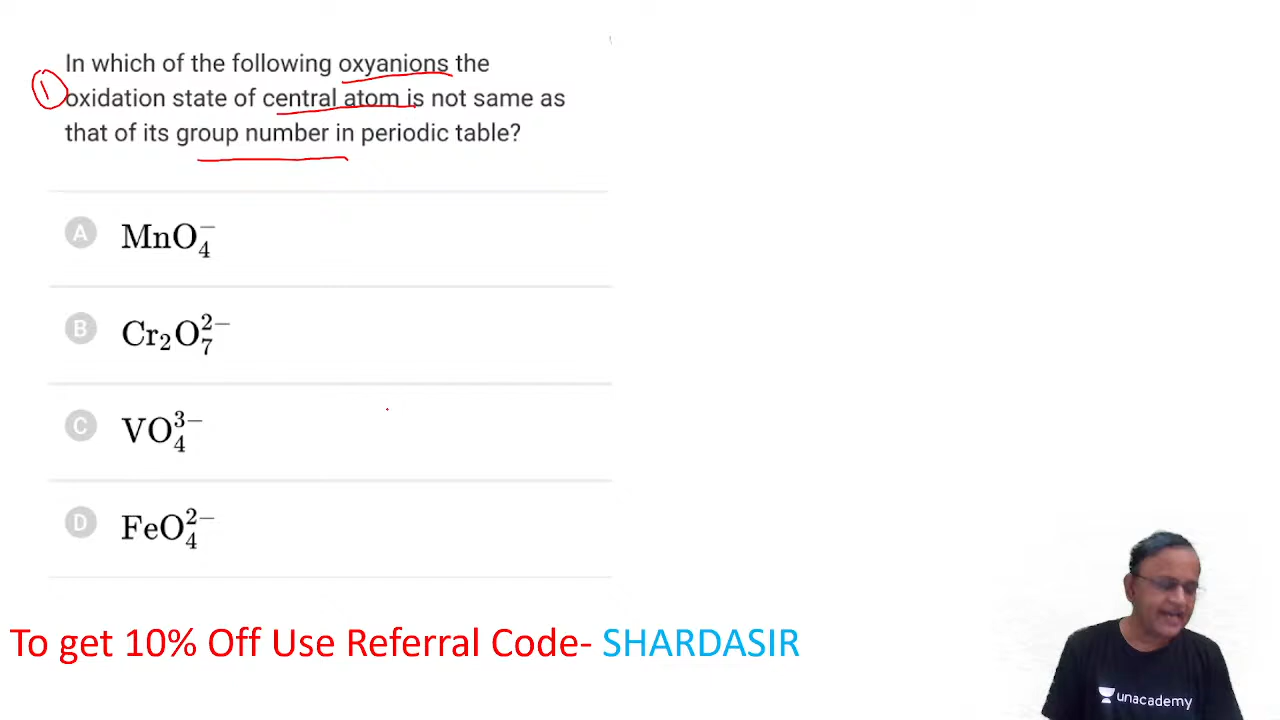 In which of the following oxyanions the
1 oxidation state of central atom is not same as
that of its group number in periodic table?
A MnO₄⁻
B Cr₂O₇²⁻
C VO₄³⁻
D FeO₄²⁻
To get 10% Off Use Referral Code- SHARDASIR
unacademy